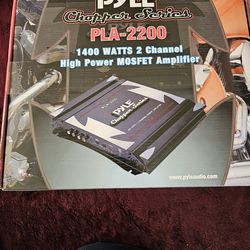 PYLE
Chopper Series
PLA-2200
1400 WATTS 2 Channel
High Power MOSFET Amplifier
PYLE
Chopper Series
www.pyleaudio.com